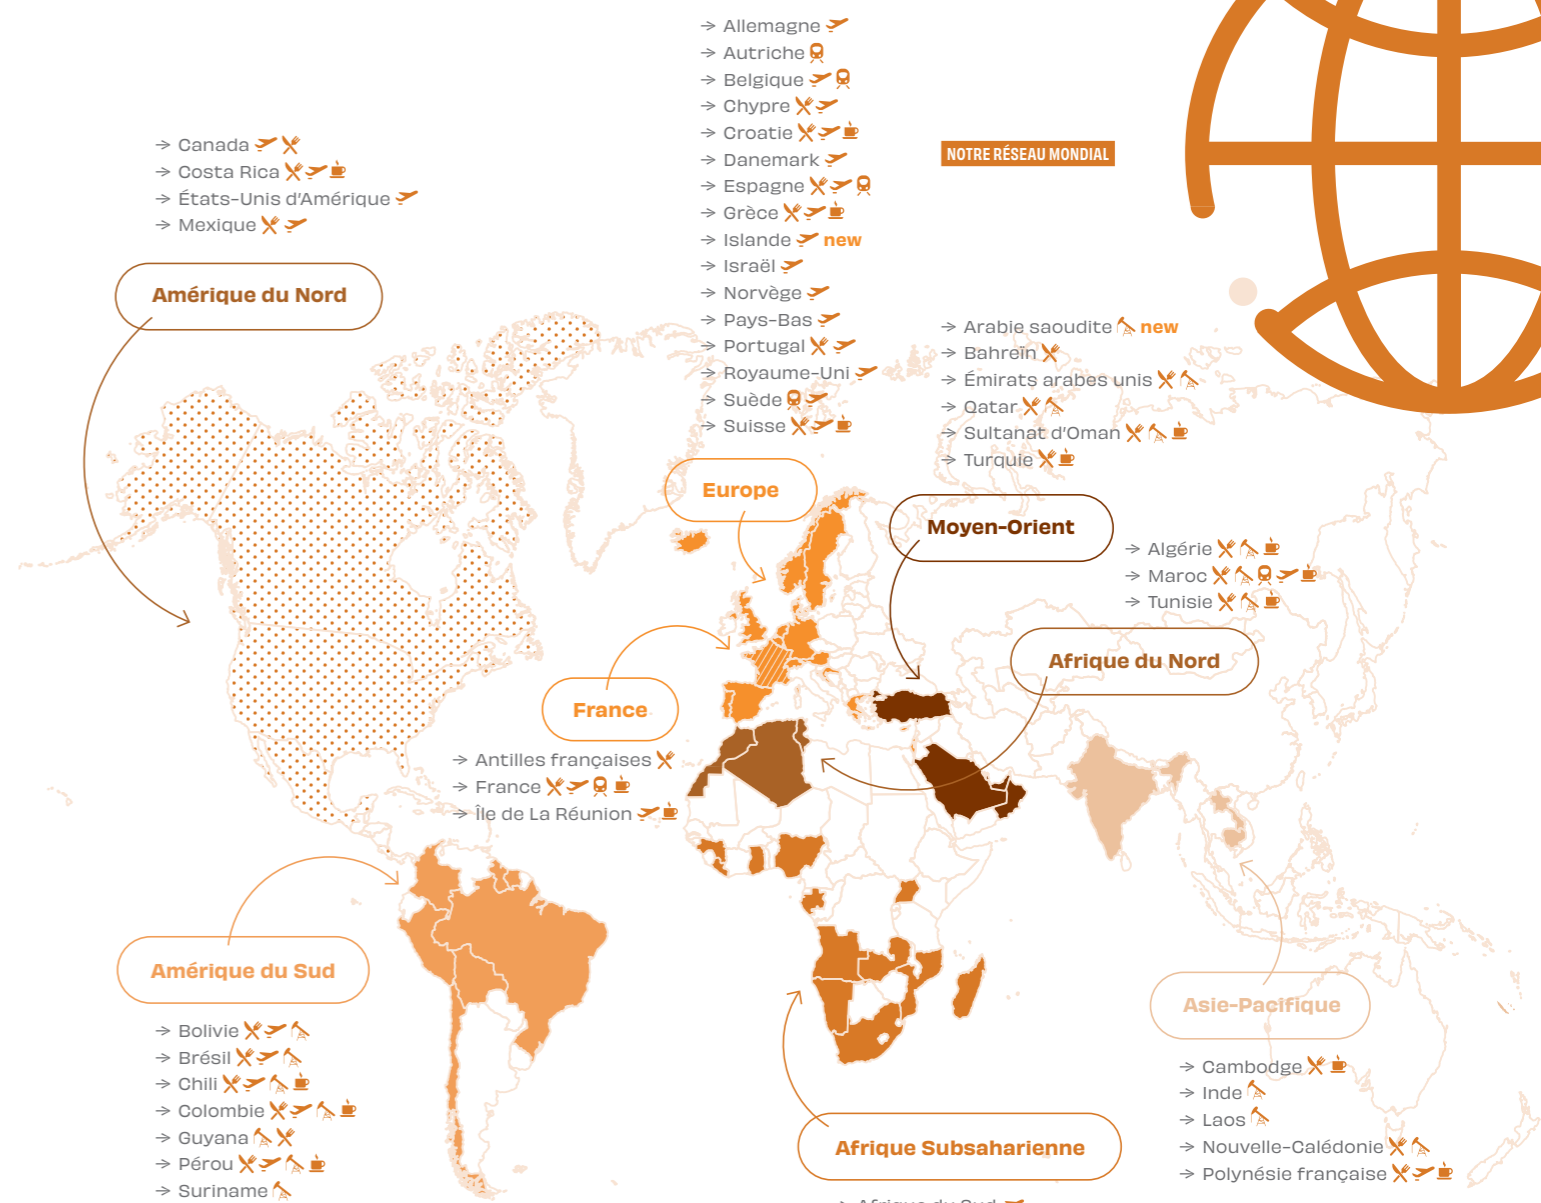 NOTRE RÉSEAU MONDIAL
→ Canada
→ Costa Rica
→ États-Unis d'Amérique
→ Mexique
Amérique du Nord
→ Allemagne
→ Autriche
→ Belgique
→ Chypre
→ Croatie
→ Danemark
→ Espagne
→ Grèce
→ Islande new
→ Israël
→ Norvège
→ Pays-Bas
→ Portugal
→ Royaume-Uni
→ Suède
→ Suisse
Europe
→ Arabie saoudite new
→ Bahreïn
→ Émirats arabes unis
→ Qatar
→ Sultanat d'Oman
→ Turquie
Moyen-Orient
→ Algérie
→ Maroc
→ Tunisie
Afrique du Nord
France
→ Antilles françaises
→ France
→ Île de La Réunion
Amérique du Sud
→ Bolivie
→ Brésil
→ Chili
→ Colombie
→ Guyana
→ Pérou
→ Suriname
Afrique Subsaharienne
→ Afrique du Sud
Asie-Pacifique
→ Cambodge
→ Inde
→ Laos
→ Nouvelle-Calédonie
→ Polynésie française